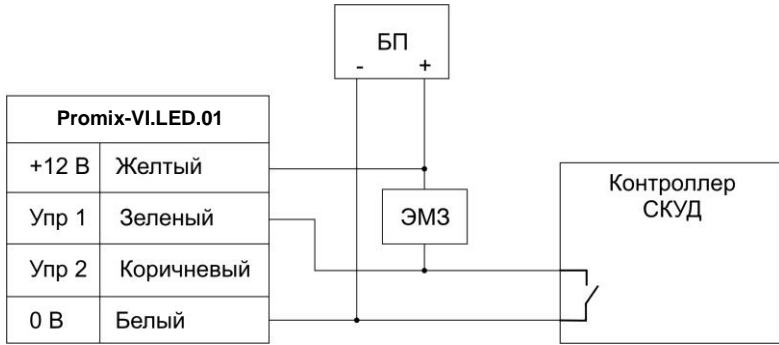 БП
- +
Promix-VI.LED.01
+12 В Желтый
Упр 1 Зеленый
Упр 2 Коричневый
0 В Белый
ЭМЗ
Контроллер
СКУД